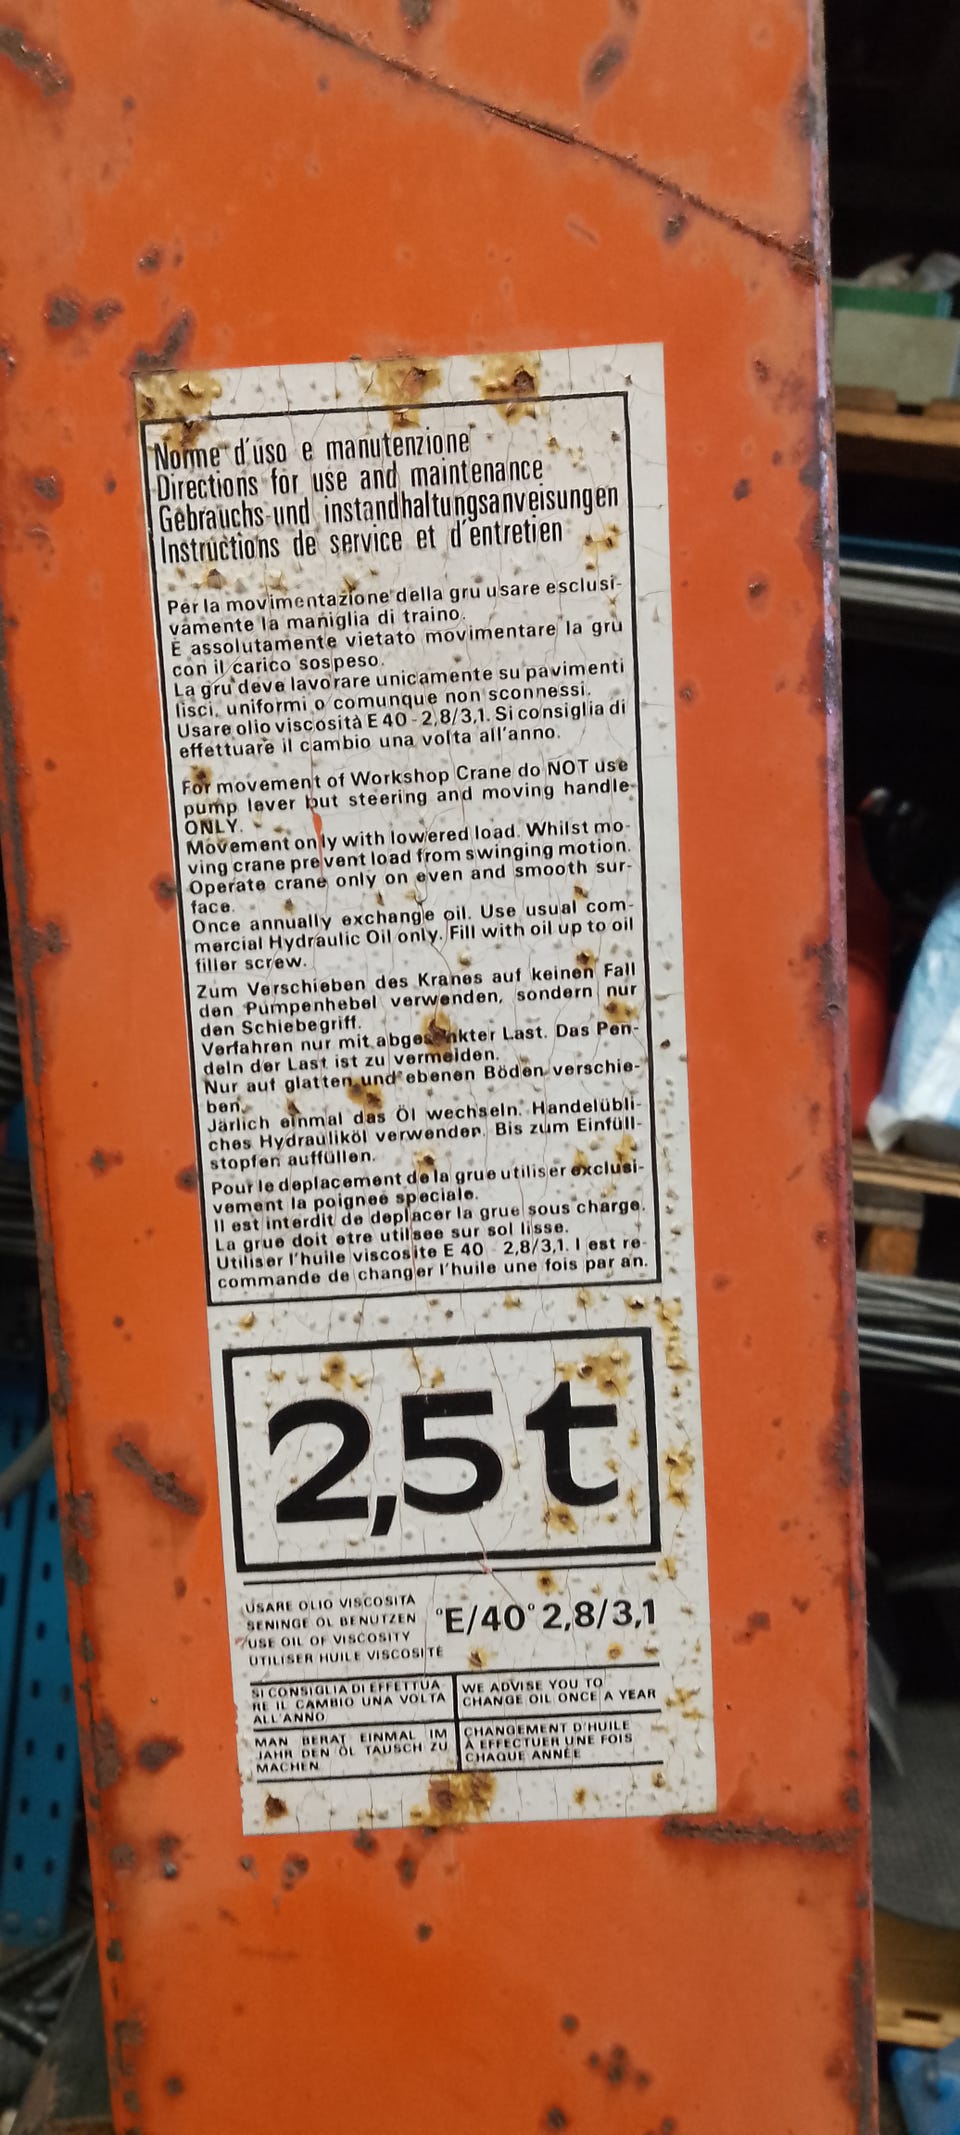 Norme d'uso e manutenzione
Directions for use and maintenance
Gebrauchs-und instandhaltungsanveisungen
Instructions de service et d'entretien
Per la movimentazione della gru usare esclusi-
vamente la maniglia di traino.
È assolutamente vietato movimentare la gru
con il carico sospeso.
La gru deve lavorare unicamente su pavimenti
lisci, uniformi o comunque non sconnessi.
Usare olio viscosità E 40 - 2,8/3,1. Si consiglia di
effettuare il cambio una volta all'anno.
For movement of Workshop Crane do NOT use
pump lever but steering and moving handle
ONLY.
Movement only with lowered load. Whilst mo-
ving crane prevent load from swinging motion.
Operate crane only on even and smooth sur-
face.
Once annually exchange oil. Use usual com-
mercial Hydraulic Oil only. Fill with oil up to oil
filler screw.
Zum Verschieben des Kranes auf keinen Fall
den Pumpenhebel verwenden, sondern nur
den Schiebegriff.
Verfahren nur mit abgesenkter Last. Das Pen-
deln der Last ist zu vermeiden.
Nur auf glatten und ebenen Böden verschie-
ben.
Järlich einmal das Öl wechseln. Handelübli-
ches Hydrauliköl verwenden. Bis zum Einfüll-
stopfen auffüllen.
Pour le deplacement de la grue utiliser exclusi-
vement la poignee speciale.
Il est interdit de deplacer la grue sous charge.
La grue doit etre utilsee sur sol lisse.
Utiliser l'huile viscosite E 40 - 2,8/3,1. I est re-
commande de changer l'huile une fois par an.
2,5 t
USARE OLIO VISCOSITA
SENINGE ÖL BENUTZEN
USE OIL OF VISCOSITY
UTILISER HUILE VISCOSITÉ
°E/40° 2,8/3,1
SI CONSIGLIA DI EFFETTUA-
RE IL CAMBIO UNA VOLTA
ALL'ANNO
WE ADVISE YOU TO
CHANGE OIL ONCE A YEAR
MAN BERAT EINMAL IM
JAHR DEN ÖL TAUSCH ZU
MACHEN
CHANGEMENT D'HUILE
À EFFECTUER UNE FOIS
CHAQUE ANNÉE